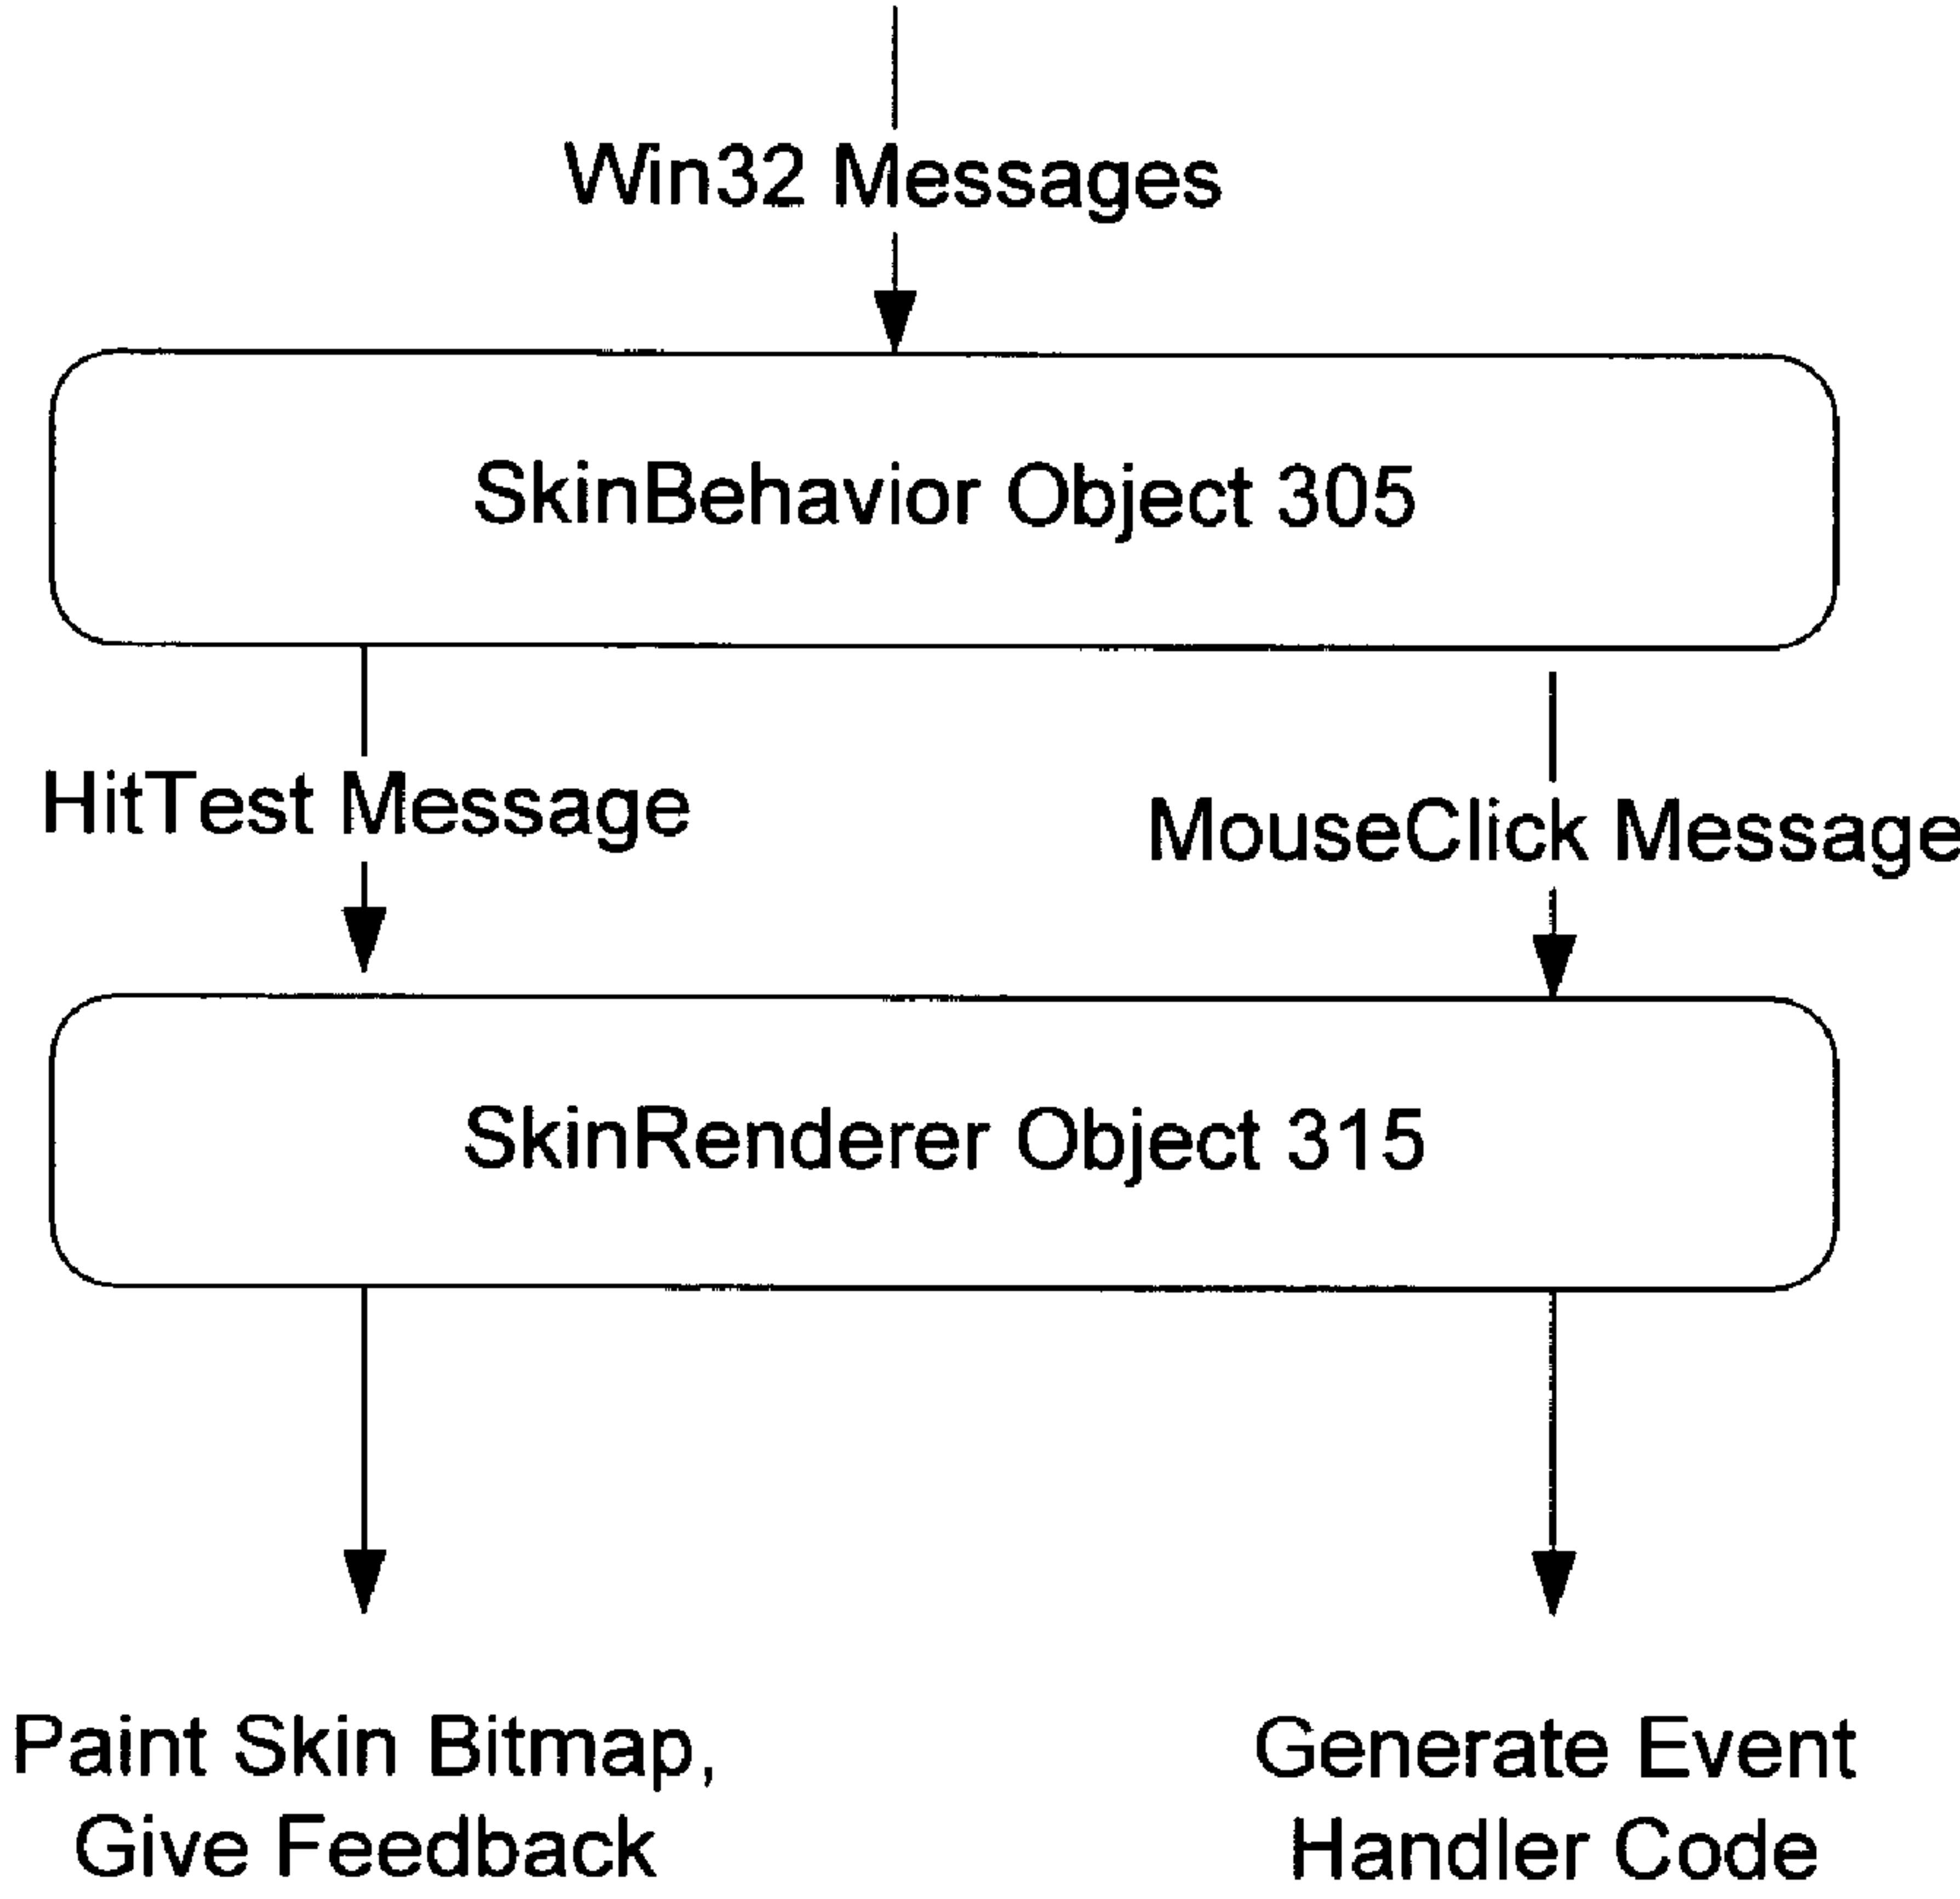 Win32 Messages
SkinBehavior Object 305
HitTest Message
MouseClick Message
SkinRenderer Object 315
Paint Skin Bitmap,
Give Feedback
Generate Event
Handler Code